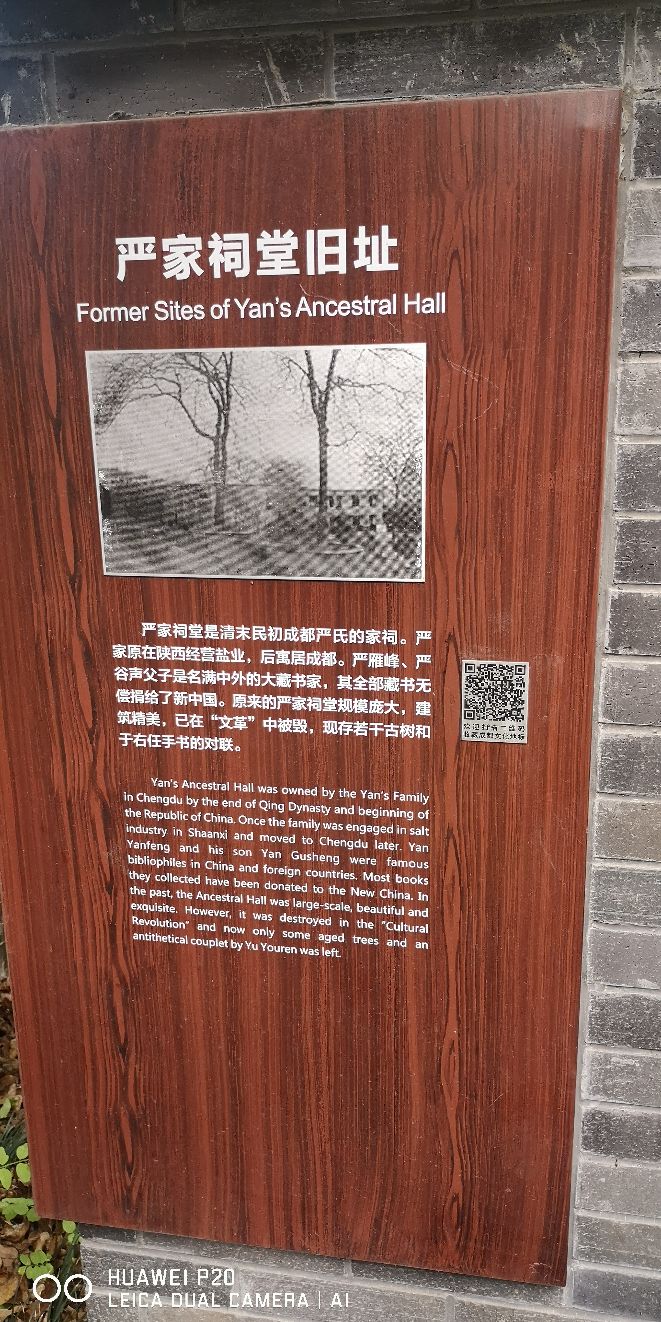 严家祠堂旧址
Former Sites of Yan's Ancestral Hall
严家祠堂是清末民初成都严氏的家祠。严
家原在陕西经营盐业，后寓居成都。严雁峰、严
谷声父子是名满中外的大藏书家，其全部藏书无
偿捐给了新中国。原来的严家祠堂规模庞大，建
筑精美，已在“文革”中被毁，现存若干古树和
于右任手书的对联。
欢迎扫描二维码
Yan's Ancestral Hall was owned by the Yan's Family
in Chengdu by the end of Qing Dynasty and beginning of
the Republic of China. Once the family was engaged in salt
industry in Shaanxi and moved to Chengdu later. Yan
Yanfeng and his son Yan Gusheng were famous
bibliophiles in China and foreign countries. Most books
they collected have been donated to the New China. In
the past, the Ancestral Hall was large-scale, beautiful and
exquisite. However, it was destroyed in the "Cultural
Revolution" and now only some aged trees and an
antithetical couplet by Yu Youren was left.
HUAWEI P20
LEICA DUAL CAMERA | AI